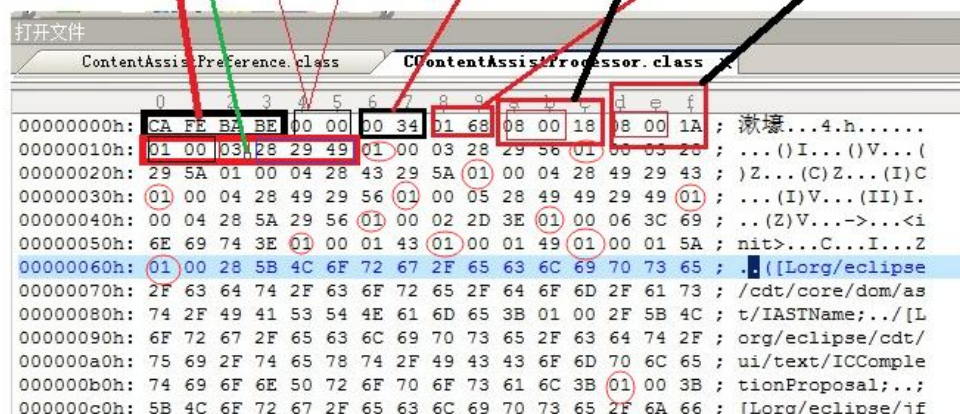 打开文件
ContentAssistPreference.class CContentAssistProcessor.class x
0 2 3 4 5 6 7 8 9 a b c d e f
00000000h: CA FE BA BE 00 00 00 34 01 68 08 00 18 08 00 1A ; 漱壕...4.h......
00000010h: 01 00 03 28 29 49 01 00 03 28 29 56 01 00 03 28 ; ...()I...()V...(
00000020h: 29 5A 01 00 04 28 43 29 5A 01 00 04 28 49 29 43 ; )Z...(C)Z...(I)C
00000030h: 01 00 04 28 49 29 56 01 00 05 28 49 49 29 49 01 ; ...(I)V...(II)I.
00000040h: 00 04 28 5A 29 56 01 00 02 2D 3E 01 00 06 3C 69 ; ..(Z)V...->...<i
00000050h: 6E 69 74 3E 01 00 01 43 01 00 01 49 01 00 01 5A ; nit>...C...I...Z
00000060h: 01 00 28 5B 4C 6F 72 67 2F 65 63 6C 69 70 73 65 ; ..([Lorg/eclipse
00000070h: 2F 63 64 74 2F 63 6F 72 65 2F 64 6F 6D 2F 61 73 ; /cdt/core/dom/as
00000080h: 74 2F 49 41 53 54 4E 61 6D 65 3B 01 00 2F 5B 4C ; t/IASTName;../[L
00000090h: 6F 72 67 2F 65 63 6C 69 70 73 65 2F 63 64 74 2F ; org/eclipse/cdt/
000000a0h: 75 69 2F 74 65 78 74 2F 49 43 43 6F 6D 70 6C 65 ; ui/text/ICComple
000000b0h: 74 69 6F 6E 50 72 6F 70 6F 73 61 6C 3B 01 00 3B ; tionProposal;..;
000000c0h: 5B 4C 6F 72 67 2F 65 63 6C 69 70 73 65 2F 6A 66 ; [Lorg/eclipse/jf